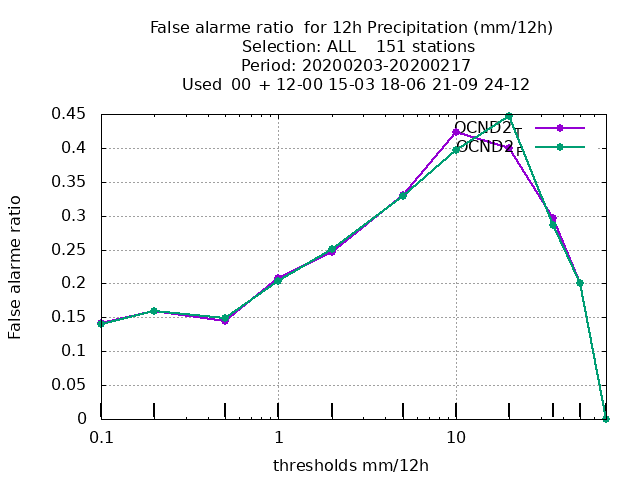 False alarme ratio  for 12h Precipitation (mm/12h)
Selection: ALL    151 stations
Period: 20200203-20200217
Used  00 + 12-00 15-03 18-06 21-09 24-12
0.45
OCND2_T
0.4
OCND2_F
0.35
0.3
0.25
0.2
0.15
0.1
0.05
0
False alarme ratio
0.1 1 10
thresholds mm/12h